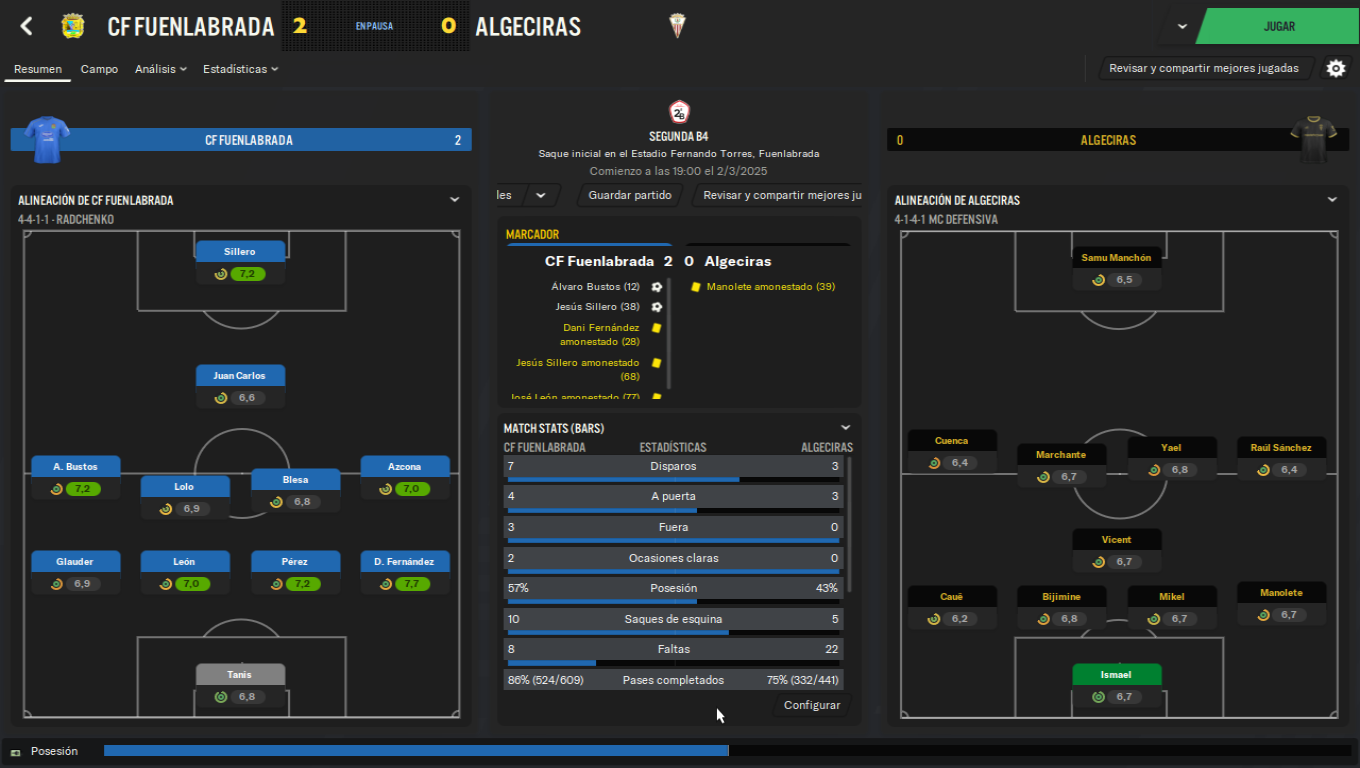 CF FUENLABRADA 2 EN PAUSA 0 ALGECIRAS
JUGAR
Resumen Campo Análisis Estadísticas
Revisar y compartir mejores jugadas
CF FUENLABRADA 2
2ªB
SEGUNDA B4
Saque inicial en el Estadio Fernando Torres, Fuenlabrada
Comienzo a las 19:00 el 2/3/2025
les Guardar partido Revisar y compartir mejores ju
0 ALGECIRAS
ALINEACIÓN DE CF FUENLABRADA
4-4-1-1 - RADCHENKO
Sillero
7,2
Juan Carlos
6,6
A. Bustos
7,2
Lolo
6,9
Blesa
6,8
Azcona
7,0
Glauder
6,9
León
7,0
Pérez
7,2
D. Fernández
7,7
Tanis
6,8
MARCADOR
CF Fuenlabrada 2 0 Algeciras
Álvaro Bustos (12)
Manolete amonestado (39)
Jesús Sillero (38)
Dani Fernández
amonestado (28)
Jesús Sillero amonestado
(68)
José León amonestado (77)
MATCH STATS (BARS)
CF FUENLABRADA ESTADÍSTICAS ALGECIRAS
7 Disparos 3
4 A puerta 3
3 Fuera 0
2 Ocasiones claras 0
57% Posesión 43%
10 Saques de esquina 5
8 Faltas 22
86% (524/609) Pases completados 75% (332/441)
Configurar
ALINEACIÓN DE ALGECIRAS
4-1-4-1 MC DEFENSIVA
Samu Manchón
6,5
Cuenca
6,4
Marchante
6,7
Yael
6,8
Raúl Sánchez
6,4
Vicent
6,7
Cauê
6,2
Bijimine
6,8
Mikel
6,7
Manolete
6,7
Ismael
6,7
Posesión